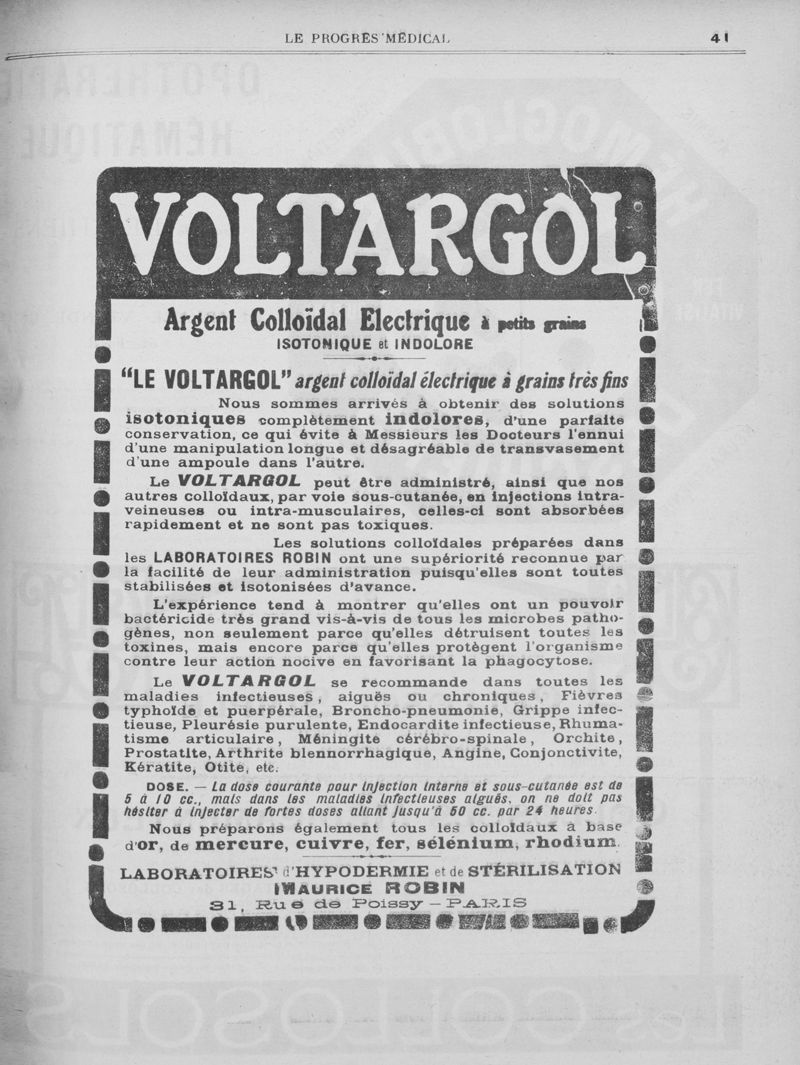 LE PROGRÈS MÉDICAL
41
VOLTARGOL
Argent Colloïdal Electrique à petits grains
ISOTONIQUE et INDOLORE
"LE VOLTARGOL" argent colloïdal électrique à grains très fins
Nous sommes arrivés à obtenir des solutions
isotoniques complètement indolores, d'une parfaite
conservation, ce qui évite à Messieurs les Docteurs l'ennui
d'une manipulation longue et désagréable de transvasement
d'une ampoule dans l'autre.
Le VOLTARGOL peut être administré, ainsi que nos
autres colloïdaux, par voie sous-cutanée, en injections intra-
veineuses ou intra-musculaires, celles-ci sont absorbées
rapidement et ne sont pas toxiques.
Les solutions colloïdales préparées dans
les LABORATOIRES ROBIN ont une supériorité reconnue par
la facilité de leur administration puisqu'elles sont toutes
stabilisées et isotonisées d'avance.
L'expérience tend à montrer qu'elles ont un pouvoir
bactéricide très grand vis-à-vis de tous les microbes patho-
gènes, non seulement parce qu'elles détruisent toutes les
toxines, mais encore parce qu'elles protègent l'organisme
contre leur action nocive en favorisant la phagocytose.
Le VOLTARGOL se recommande dans toutes les
maladies infectieuses, aiguës ou chroniques, Fièvres
typhoïde et puerpérale, Broncho-pneumonie, Grippe infec-
tieuse, Pleurésie purulente, Endocardite infectieuse, Rhuma-
tisme articulaire, Méningite cérébro-spinale, Orchite,
Prostatite, Arthrite blennorrhagique, Angine, Conjonctivite,
Kératite, Otite, etc.
DOSE. — La dose courante pour injection interne et sous-cutanée est de
5 à 10 cc., mais dans les maladies infectieuses aiguës, on ne doit pas
hésiter à injecter de fortes doses allant jusqu'à 50 cc. par 24 heures.
Nous préparons également tous les colloïdaux à base
d'or, de mercure, cuivre, fer, sélénium, rhodium.
LABORATOIRES d'HYPODERMIE et de STÉRILISATION
MAURICE ROBIN
31, Rue de Poissy — PARIS